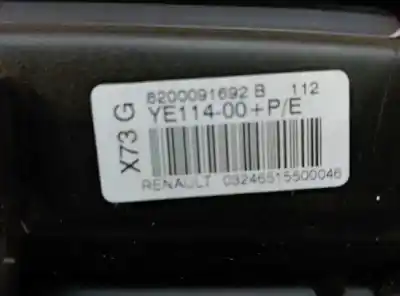 8200091692 B 112
YE114-00+P/E
X73 G
RENAULT 03246515500046